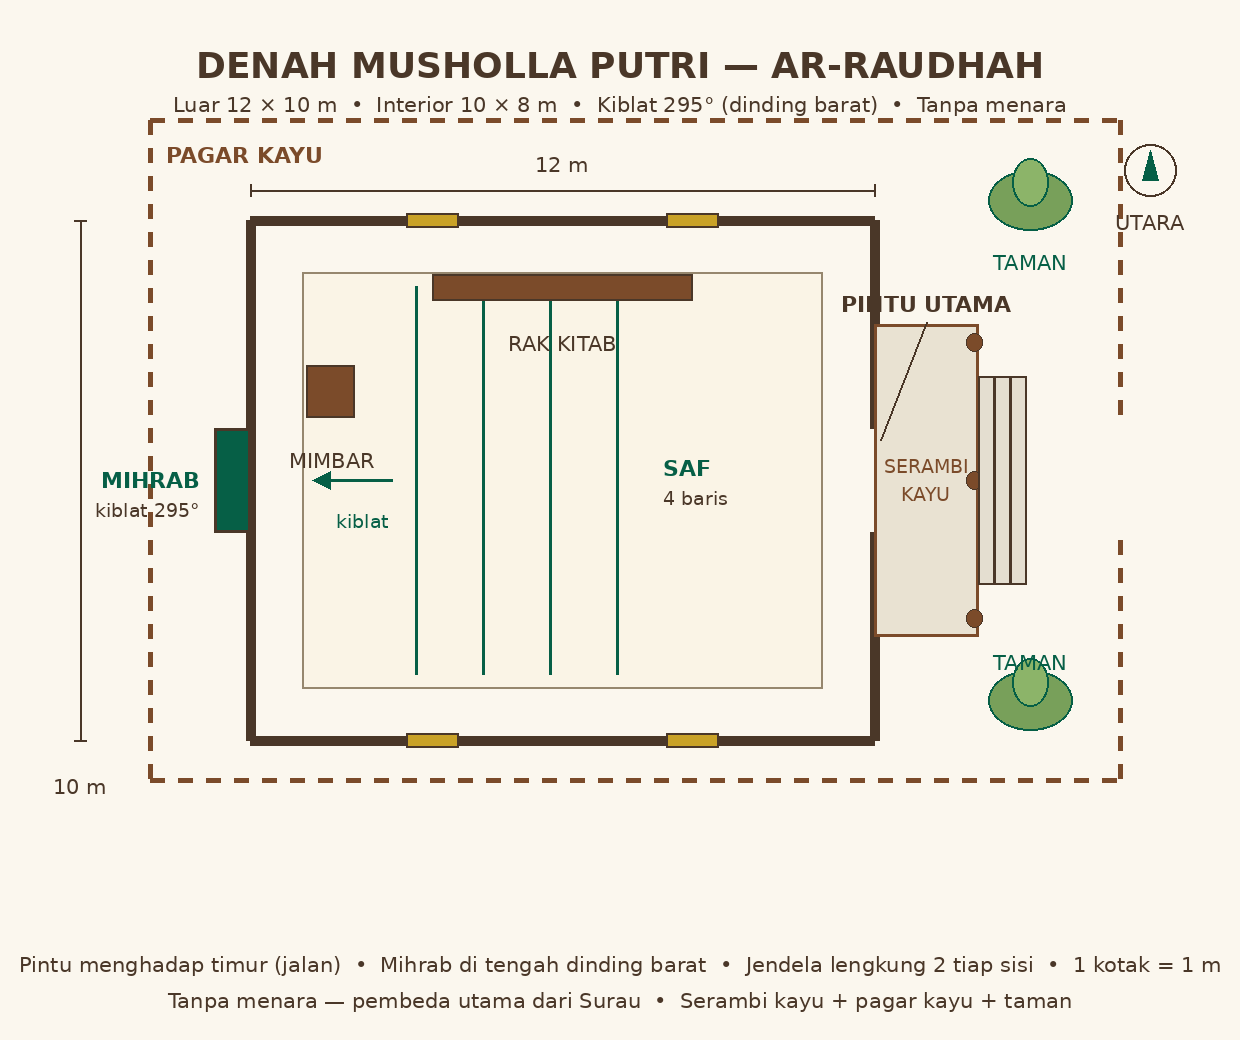 DENAH MUSHOLLA PUTRI — AR-RAUDHAH
Luar 12 × 10 m • Interior 10 × 8 m • Kiblat 295° (dinding barat) • Tanpa menara
PAGAR KAYU
12 m
UTARA
TAMAN
PINTU UTAMA
RAK KITAB
MIMBAR
MIHRAB
kiblat 295°
kiblat
SAF
4 baris
SERAMBI
KAYU
TAMAN
10 m
Pintu menghadap timur (jalan) • Mihrab di tengah dinding barat • Jendela lengkung 2 tiap sisi • 1 kotak = 1 m
Tanpa menara — pembeda utama dari Surau • Serambi kayu + pagar kayu + taman